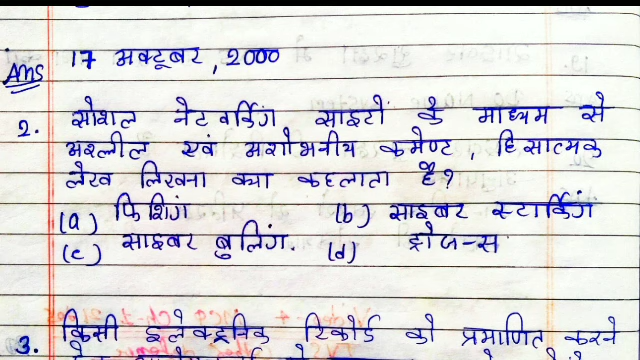 Ans 17 अक्टूबर, 2000
2. सोशल नेटवर्किंग साइटों के माध्यम से
अश्लील एवं अशोभनीय कमेण्ट, हिसात्मक
लेख लिखना क्या कहलाता है?
(a) फिशिंग (b) साइबर स्टार्किंग
(c) साइबर बुलिंग. (d) ट्रोजन्स
3. किसी इलेक्ट्रनिक रिकॉर्ड को प्रमाणित करने